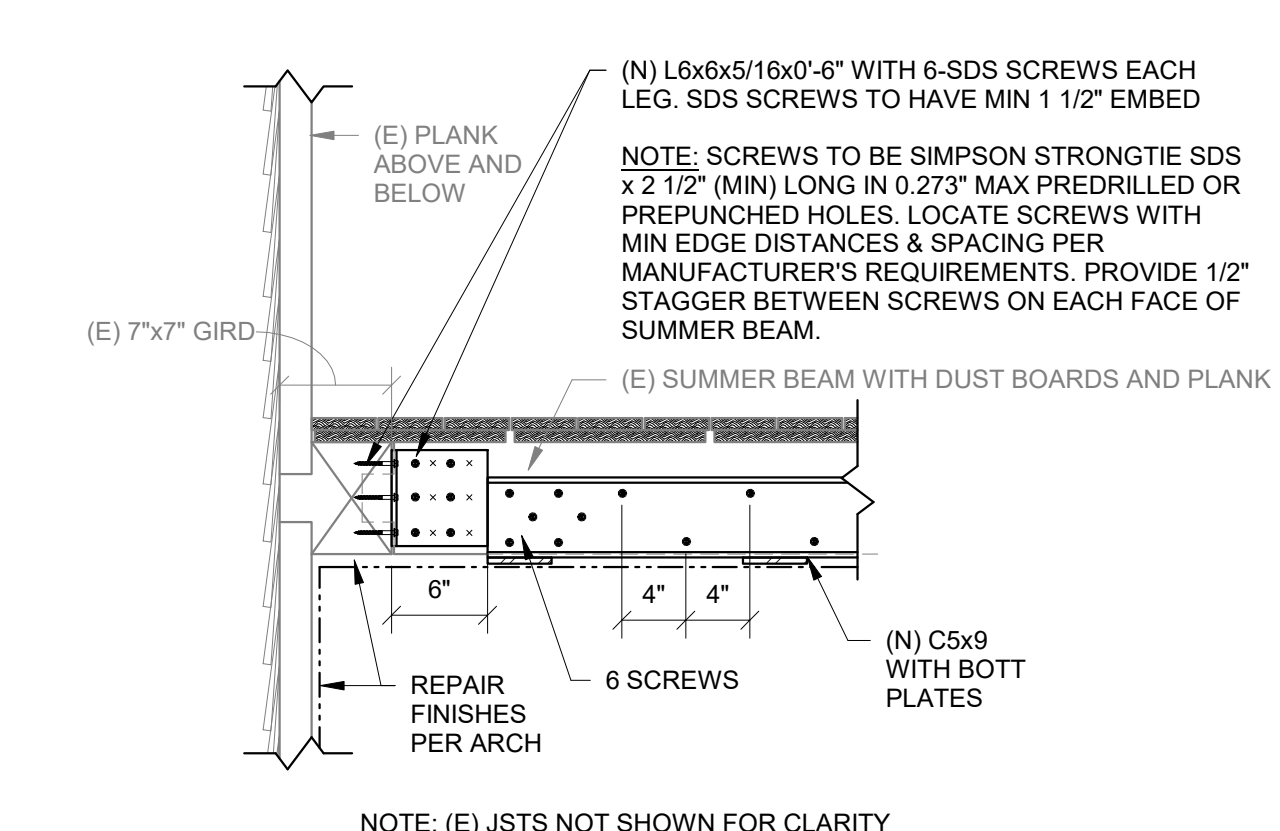 (N) L6x6x5/16x0'-6" WITH 6-SDS SCREWS EACH
LEG. SDS SCREWS TO HAVE MIN 1 1/2" EMBED
(E) PLANK
ABOVE AND
BELOW
NOTE: SCREWS TO BE SIMPSON STRONGTIE SDS
x 2 1/2" (MIN) LONG IN 0.273" MAX PREDRILLED OR
PREPUNCHED HOLES. LOCATE SCREWS WITH
MIN EDGE DISTANCES & SPACING PER
MANUFACTURER'S REQUIREMENTS. PROVIDE 1/2"
STAGGER BETWEEN SCREWS ON EACH FACE OF
SUMMER BEAM.
(E) 7"x7" GIRD
(E) SUMMER BEAM WITH DUST BOARDS AND PLANK
6"
4"
4"
(N) C5x9
WITH BOTT
PLATES
6 SCREWS
REPAIR
FINISHES
PER ARCH
NOTE: (E) JSTS NOT SHOWN FOR CLARITY